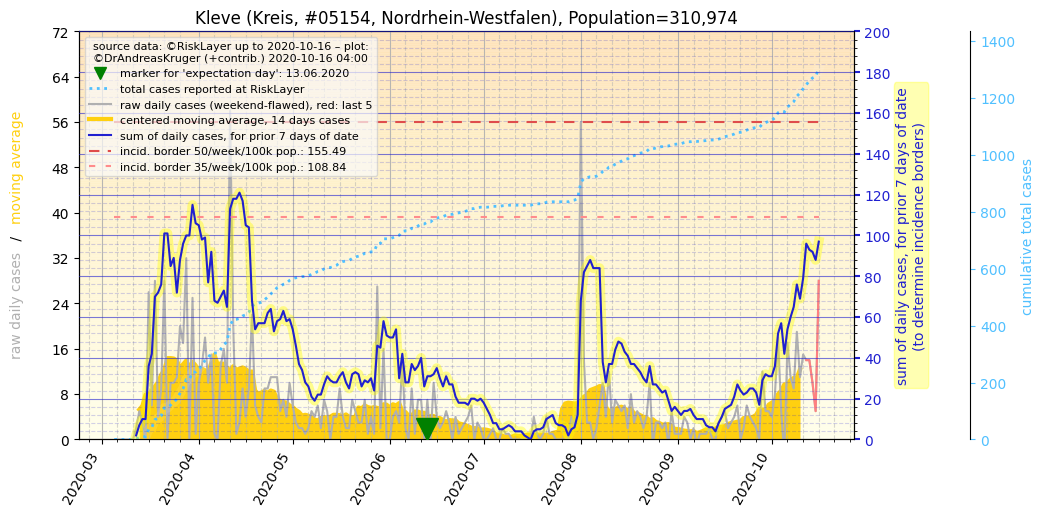 Kleve (Kreis, #05154, Nordrhein-Westfalen), Population=310,974
source data: ©RiskLayer up to 2020-10-16 – plot:
©DrAndreasKruger (+contrib.) 2020-10-16 04:00
marker for 'expectation day': 13.06.2020
total cases reported at RiskLayer
raw daily cases (weekend-flawed), red: last 5
centered moving average, 14 days cases
sum of daily cases, for prior 7 days of date
incid. border 50/week/100k pop.: 155.49
incid. border 35/week/100k pop.: 108.84
raw daily cases / moving average
72
64
56
48
40
32
24
16
8
0
2020-03
2020-04
2020-05
2020-06
2020-07
2020-08
2020-09
2020-10
200
180
160
140
120
100
80
60
40
20
0
sum of daily cases, for prior 7 days of date
(to determine incidence borders)
1400
1200
1000
800
600
400
200
0
cumulative total cases